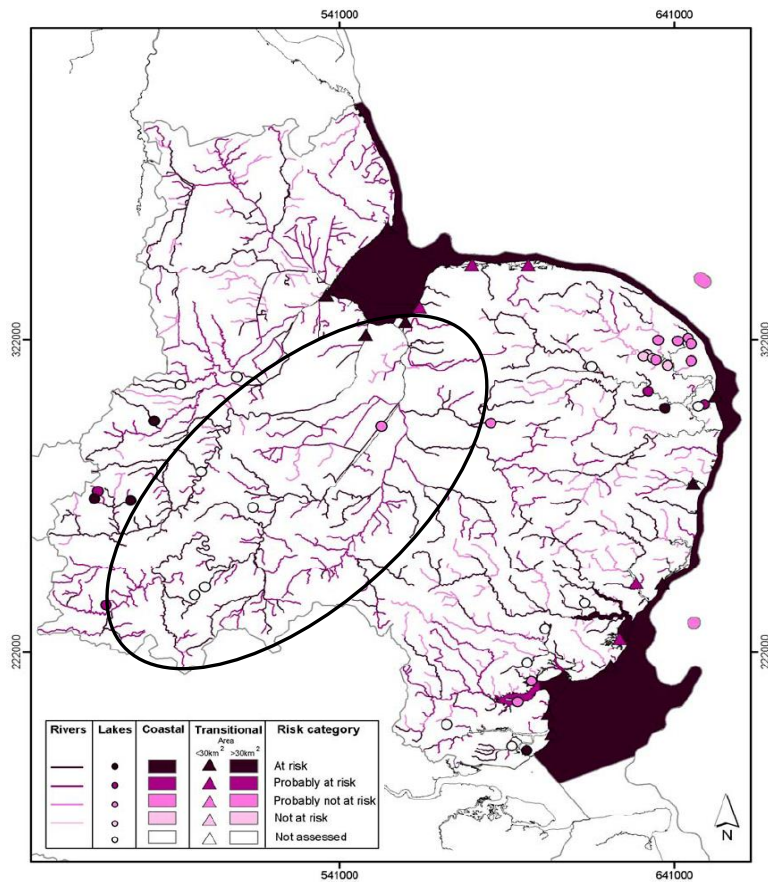 541000 641000
322000 322000
222000 222000
Rivers Lakes Coastal Transitional Risk category
Area
<30km² >30km²
At risk
Probably at risk
Probably not at risk
Not at risk
Not assessed
N
541000 641000